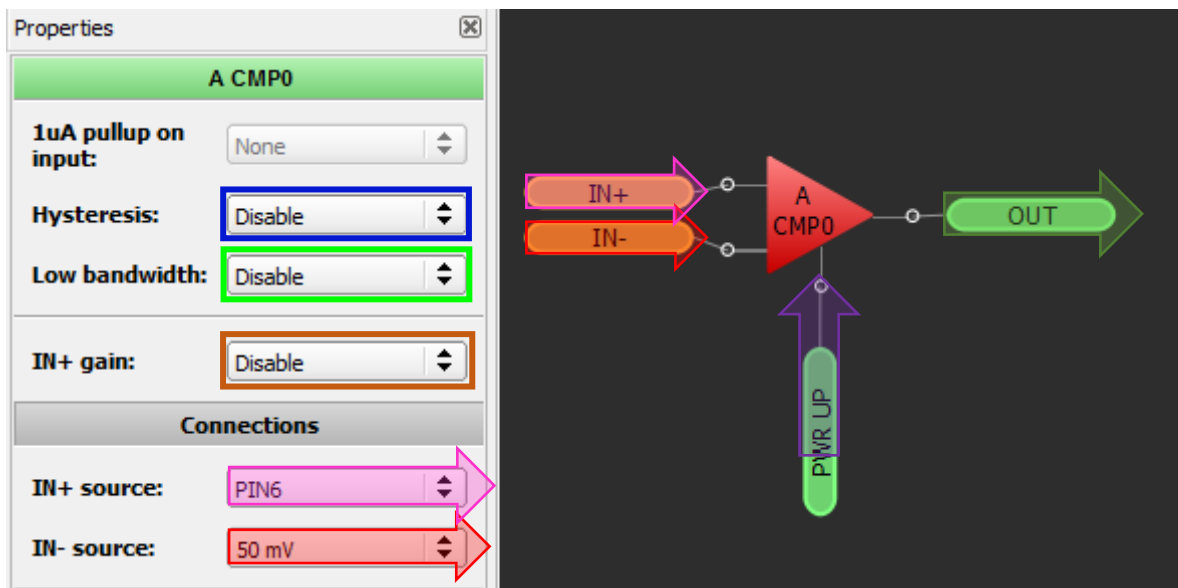 Properties
A CMP0
1uA pullup on
input:
None
Hysteresis:
Disable
Low bandwidth:
Disable
IN+ gain:
Disable
Connections
IN+ source:
PIN6
IN- source:
50 mV
IN+
IN-
A
CMP0
OUT
PWR UP